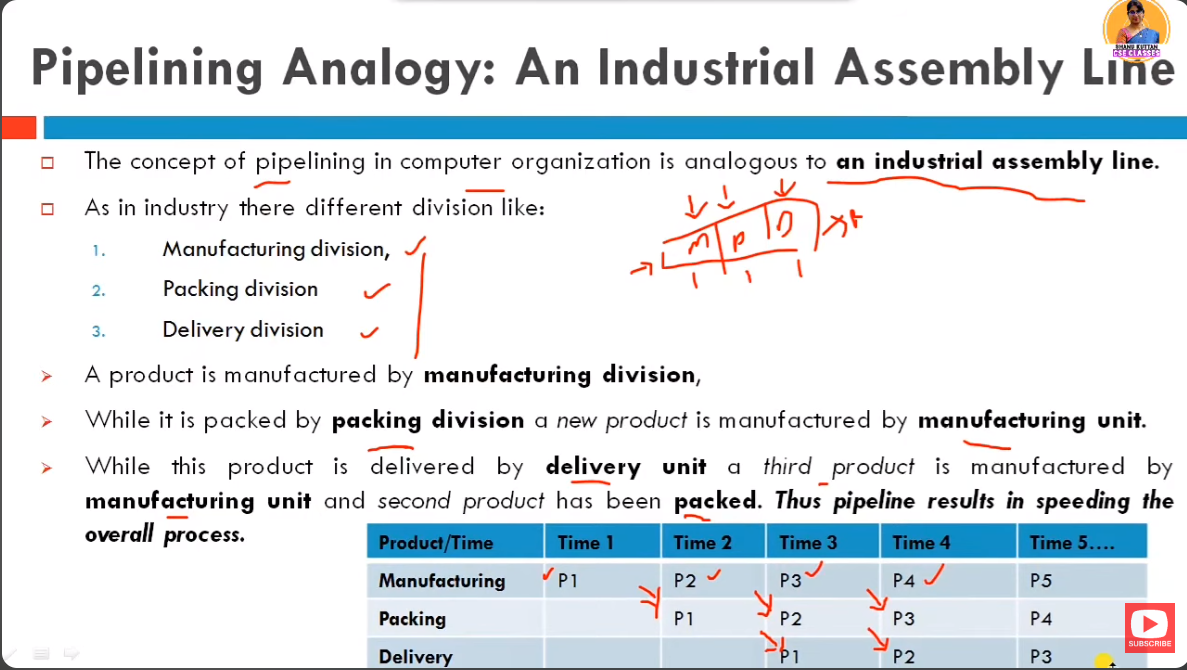 BHANU KUTTAN
CSE CLASSES
Pipelining Analogy: An Industrial Assembly Line
The concept of pipelining in computer organization is analogous to an industrial assembly line.
As in industry there different division like:
M P D
1. Manufacturing division,
2. Packing division
3. Delivery division
A product is manufactured by manufacturing division,
While it is packed by packing division a new product is manufactured by manufacturing unit.
While this product is delivered by delivery unit a third product is manufactured by
manufacturing unit and second product has been packed. Thus pipeline results in speeding the
overall process.
Product/Time Time 1 Time 2 Time 3 Time 4 Time 5....
Manufacturing P1 P2 P3 P4 P5
Packing P1 P2 P3 P4
Delivery P1 P2 P3
SUBSCRIBE